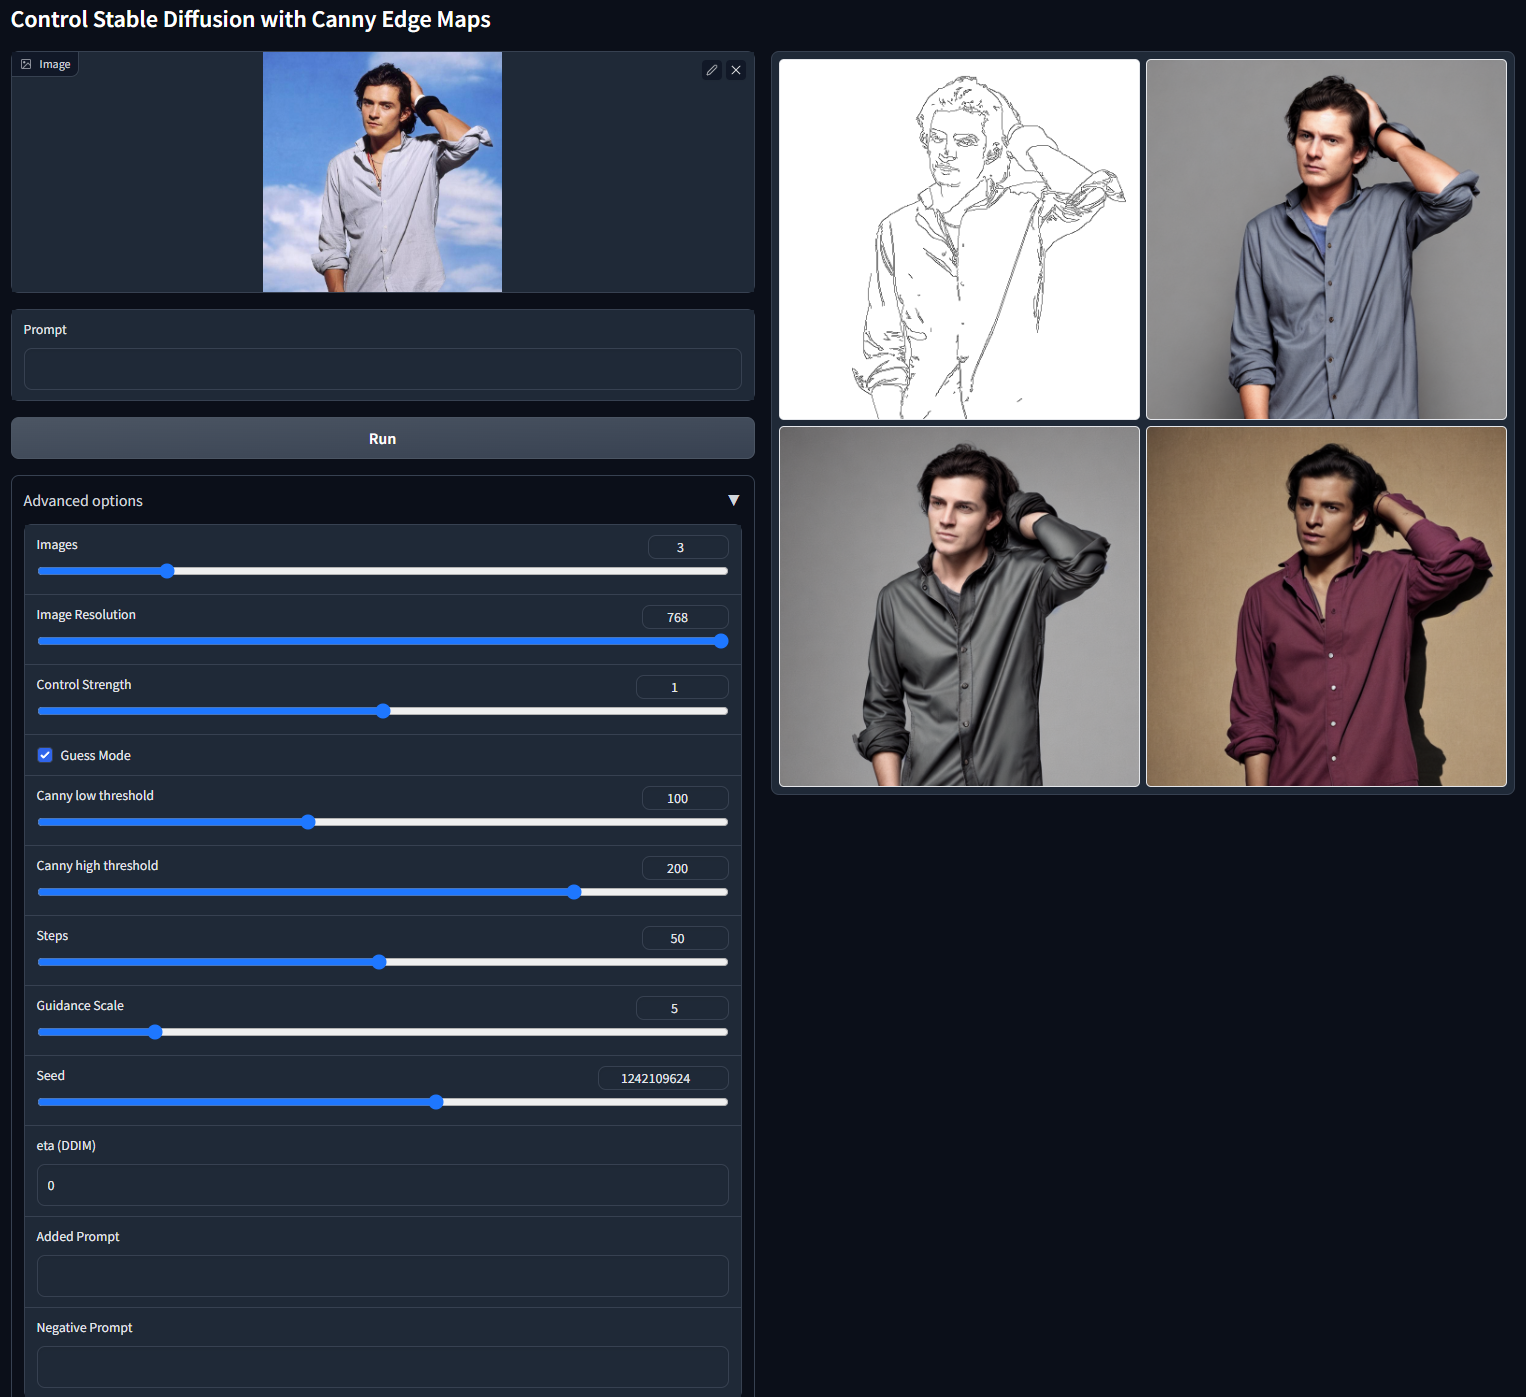 Control Stable Diffusion with Canny Edge Maps
Image
Prompt
Run
Advanced options
Images
3
Image Resolution
768
Control Strength
1
Guess Mode
Canny low threshold
100
Canny high threshold
200
Steps
50
Guidance Scale
5
Seed
1242109624
eta (DDIM)
0
Added Prompt
Negative Prompt